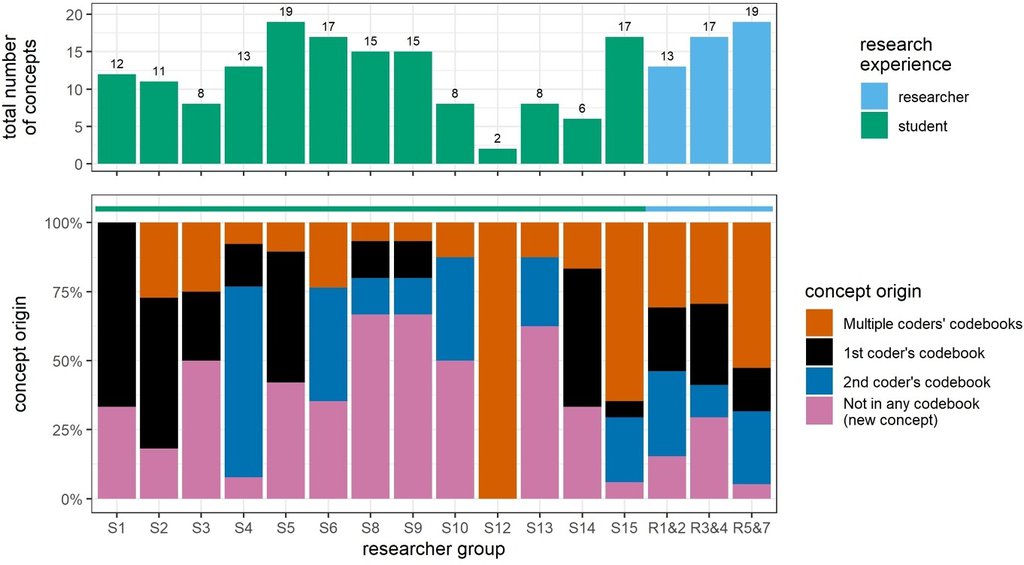 total number
of concepts
20
15
10
5
0
12
11
8
13
19
17
15
15
8
2
8
6
17
13
17
19
research
experience
researcher
student
concept origin
100%
75%
50%
25%
0%
S1 S2 S3 S4 S5 S6 S8 S9 S10 S12 S13 S14 S15 R1&2 R3&4 R5&7
researcher group
concept origin
Multiple coders' codebooks
1st coder's codebook
2nd coder's codebook
Not in any codebook
(new concept)